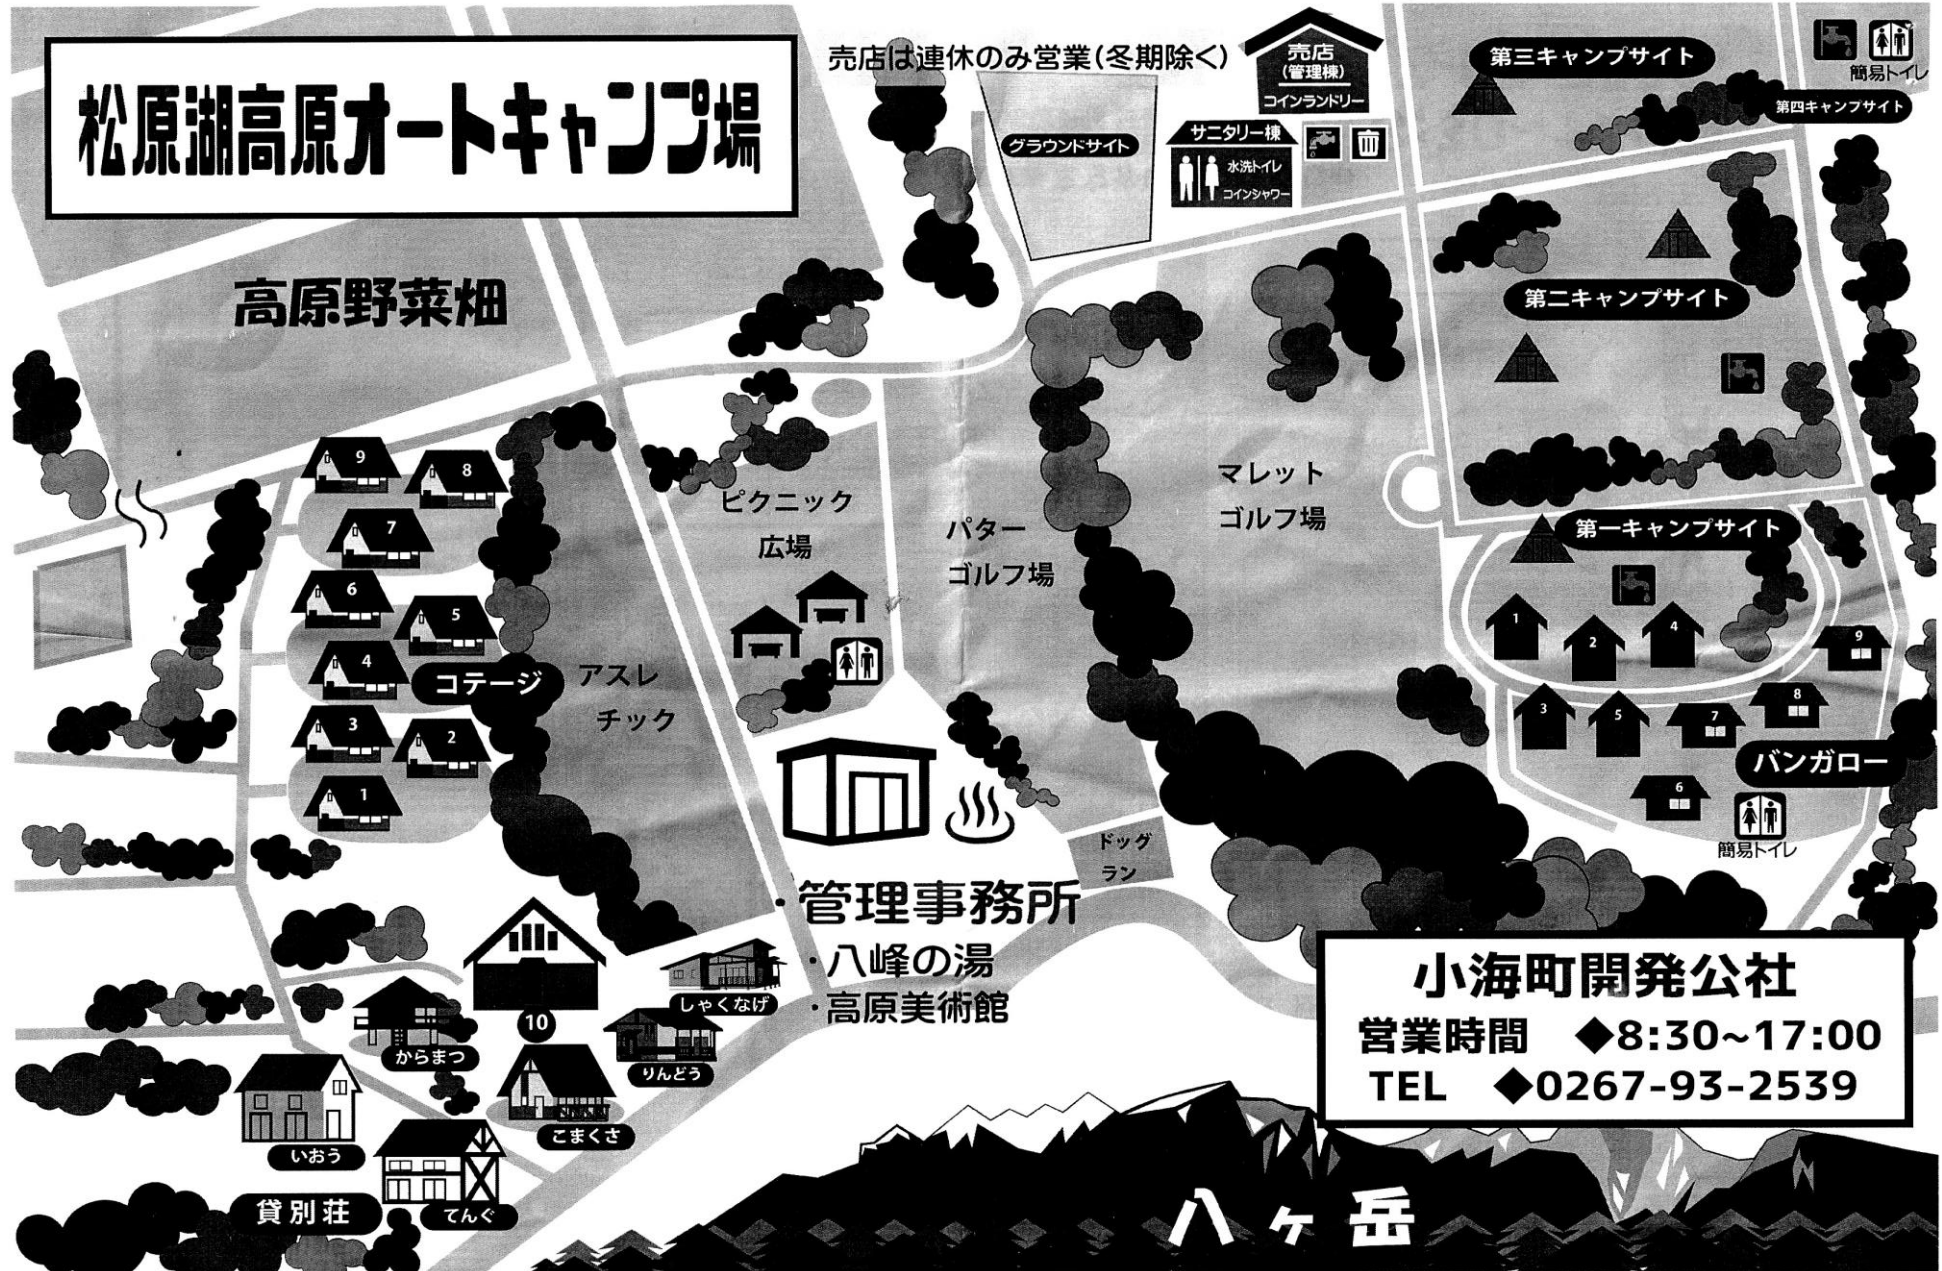 松原湖高原オートキャンプ場
売店は連休のみ営業(冬期除く)
売店
(管理棟)
コインランドリー
サニタリー棟
水洗トイレ
コインシャワー
グラウンドサイト
第三キャンプサイト
簡易トイレ
第四キャンプサイト
高原野菜畑
第二キャンプサイト
マレット
ゴルフ場
ピクニック
広場
パター
ゴルフ場
第一キャンプサイト
9
8
7
6
5
4
コテージ
3
2
1
アスレ
チック
1
2
4
9
3
5
7
8
バンガロー
6
簡易トイレ
ドッグ
ラン
・管理事務所
・八峰の湯
・高原美術館
しゃくなげ
10
りんどう
からまつ
こまくさ
いおう
てんぐ
貸別荘
小海町開発公社
営業時間 ◆8:30~17:00
TEL ◆0267-93-2539
八ヶ岳